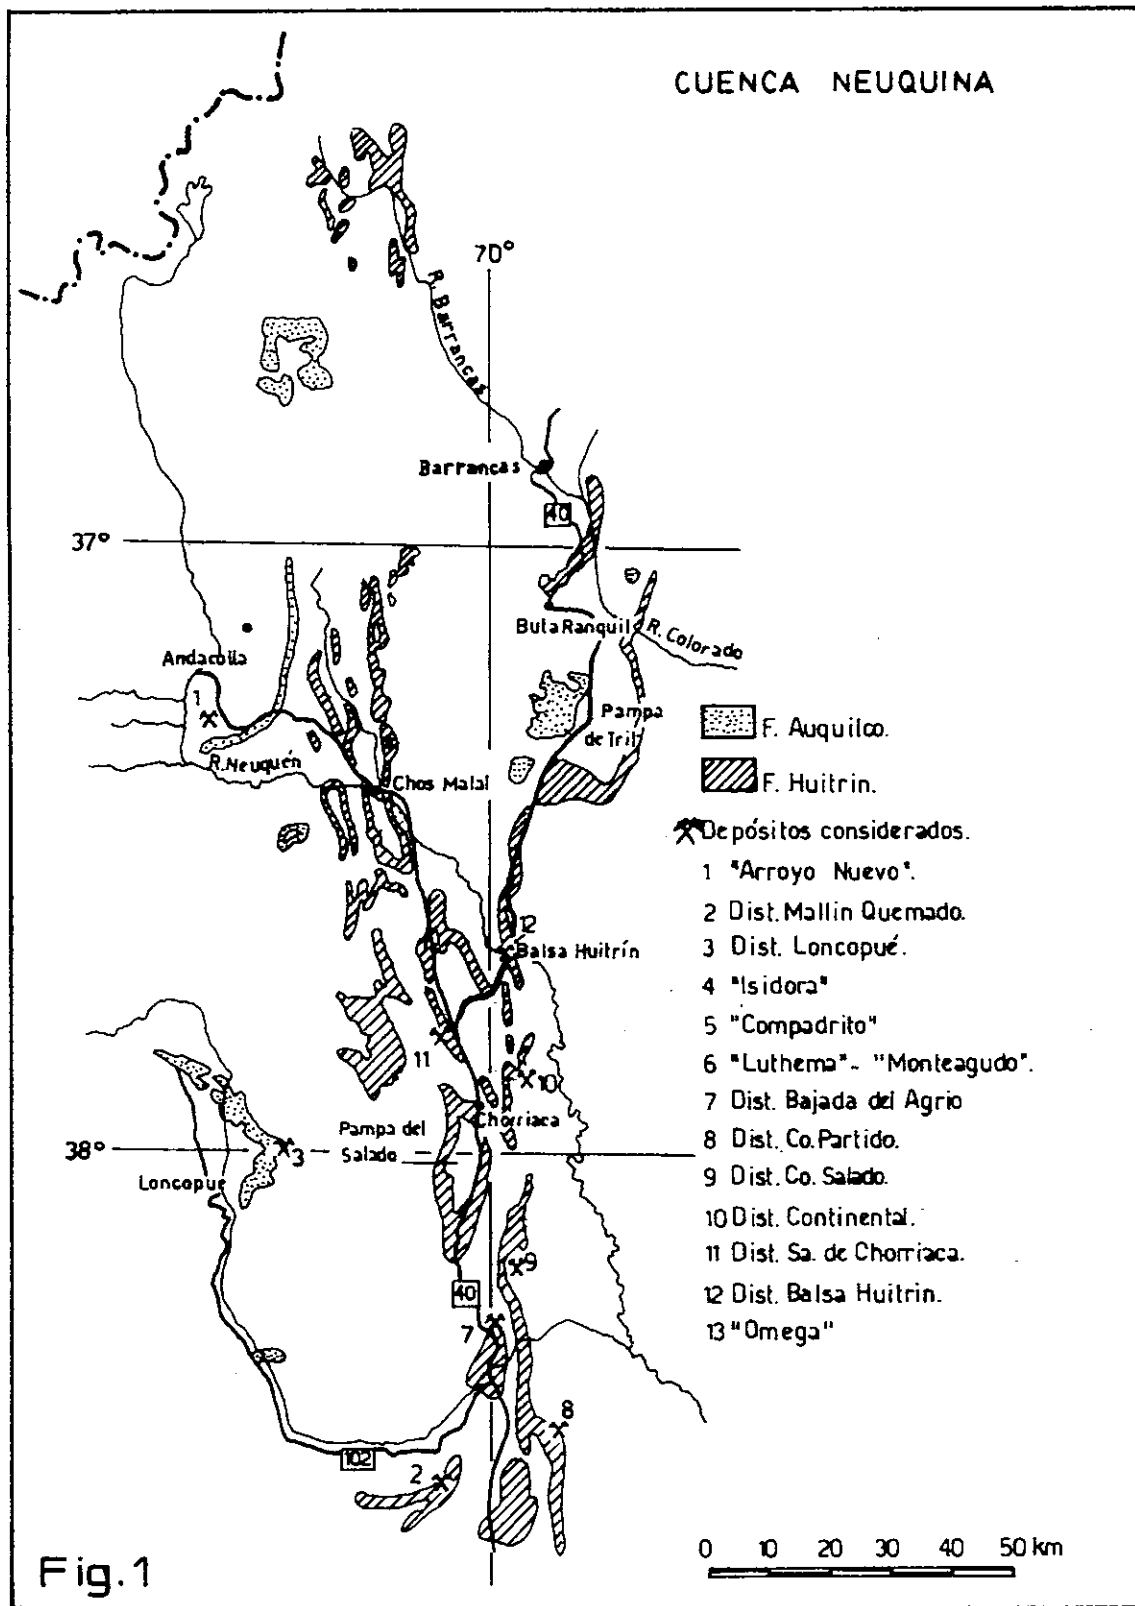 CUENCA NEUQUINA
70°
R. Barrancas
Barrancas
40
37°
Buta Ranquil
R. Colorado
Andacolla
1
Pampa
de Tril
R. Neuquén
Chos Malal
F. Auquilco.
F. Huitrin.
Depósitos considerados.
1 "Arroyo Nuevo".
2 Dist. Mallin Quemado.
3 Dist. Loncopué.
4 "Isidora"
5 "Compadrito"
6 "Luthema" - "Monteagudo".
7 Dist. Bajada del Agrio
8 Dist. Co. Partido.
9 Dist. Co. Salado.
10 Dist. Continental.
11 Dist. Sa. de Chorriaca.
12 Dist. Balsa Huitrin.
13 "Omega"
12
Balsa Huitrín
11
10
Chorriaca
Pampa del
Salado
38°
3
Loncopue
9
40
7
8
102
2
0 10 20 30 40 50 km
Fig.1